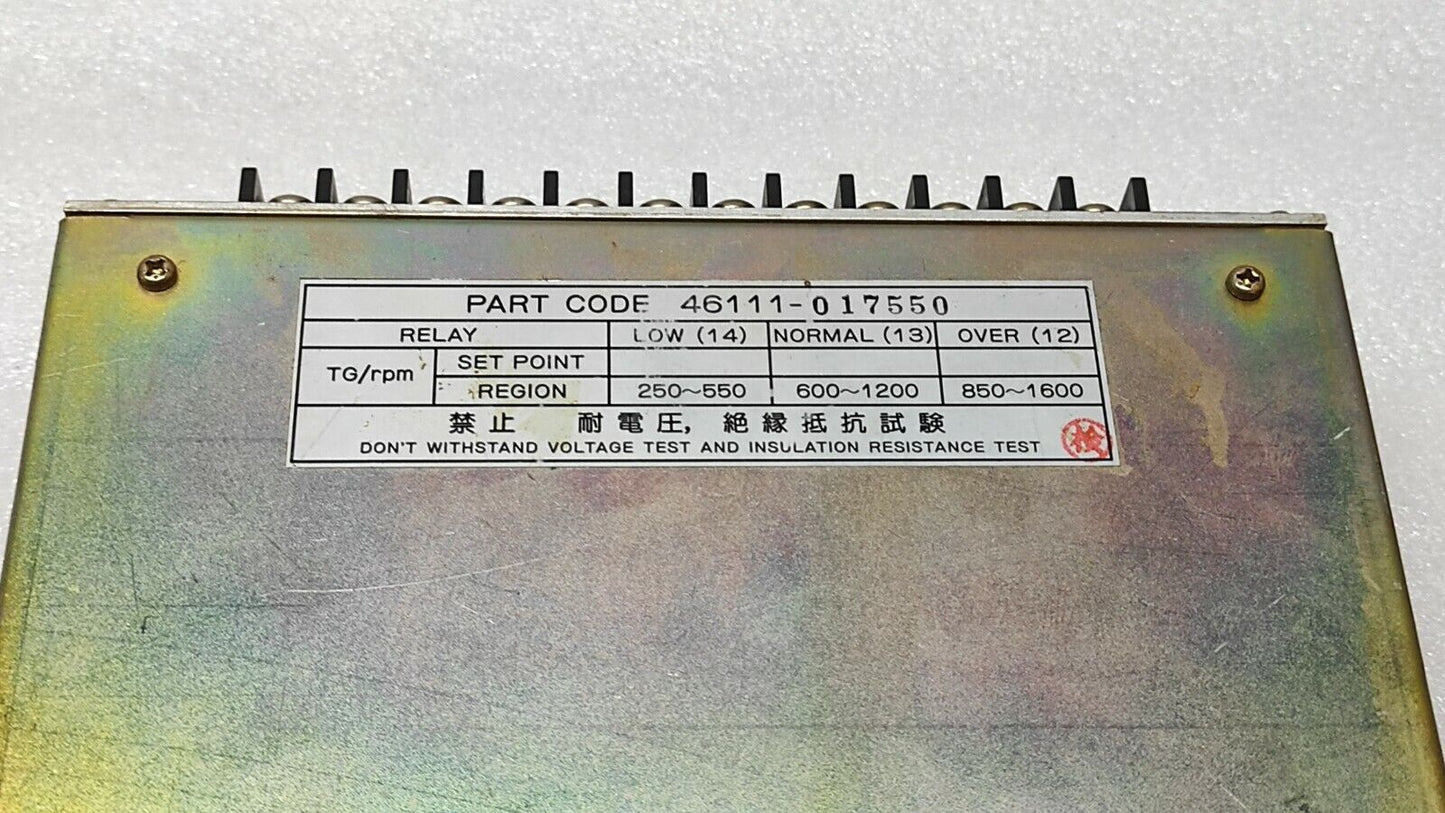 PART CODE 46111-017550
RELAY LOW (14) NORMAL (13) OVER (12)
TG/rpm SET POINT
REGION 250～550 600～1200 850～1600
禁止 耐電圧, 絶縁抵抗試験
DON'T WITHSTAND VOLTAGE TEST AND INSULATION RESISTANCE TEST
検